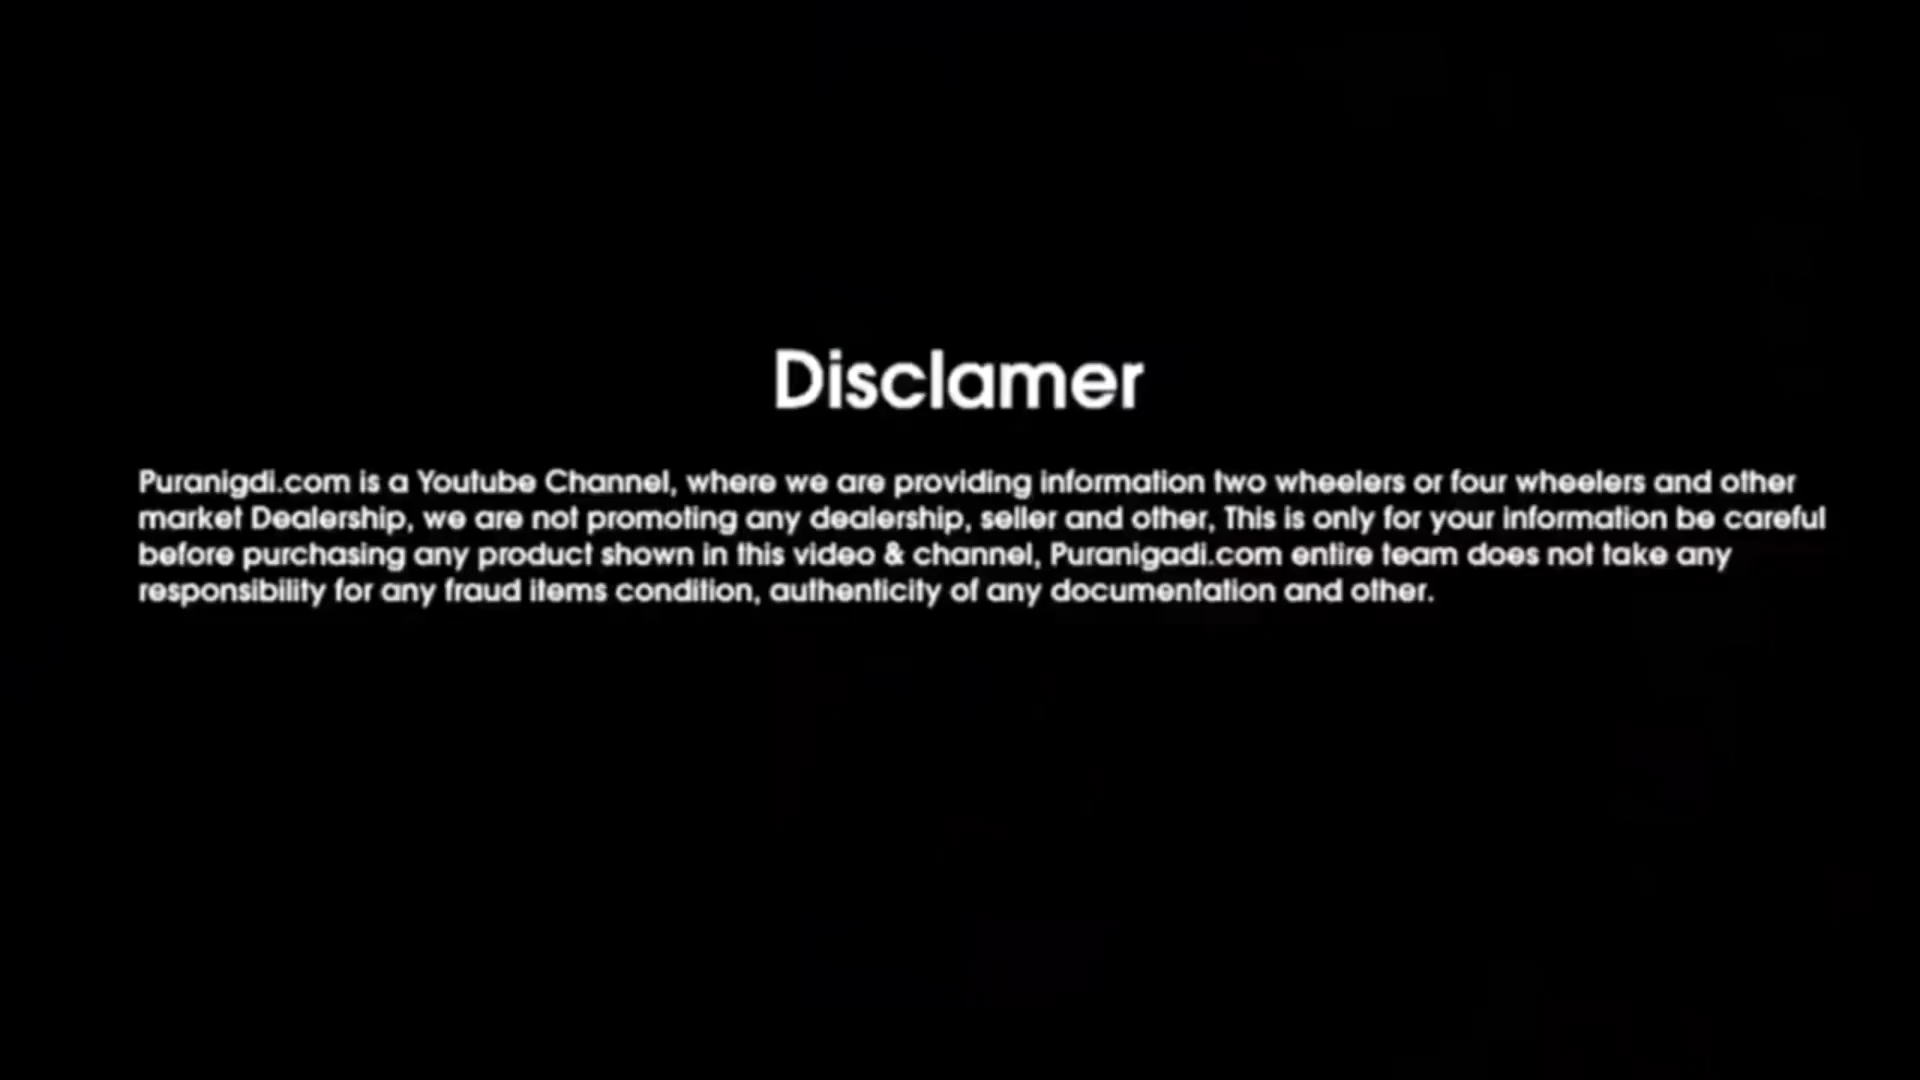 Disclamer
Puranigdi.com is a Youtube Channel, where we are providing information two wheelers or four wheelers and other
market Dealership, we are not promoting any dealership, seller and other, This is only for your information be careful
before purchasing any product shown in this video & channel, Puranigadi.com entire team does not take any
responsibility for any fraud items condition, authenticity of any documentation and other.